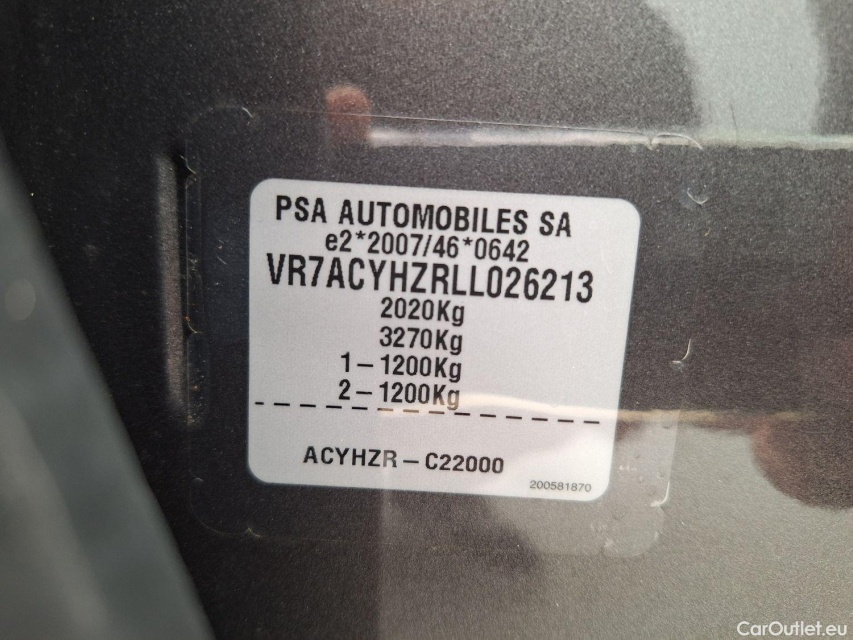 PSA AUTOMOBILES SA
e2*2007/46*0642
VR7ACYHZRLL026213
2020Kg
3270Kg
1-1200Kg
2-1200Kg
ACYHZR-C22000
200581870
CarOutlet.eu